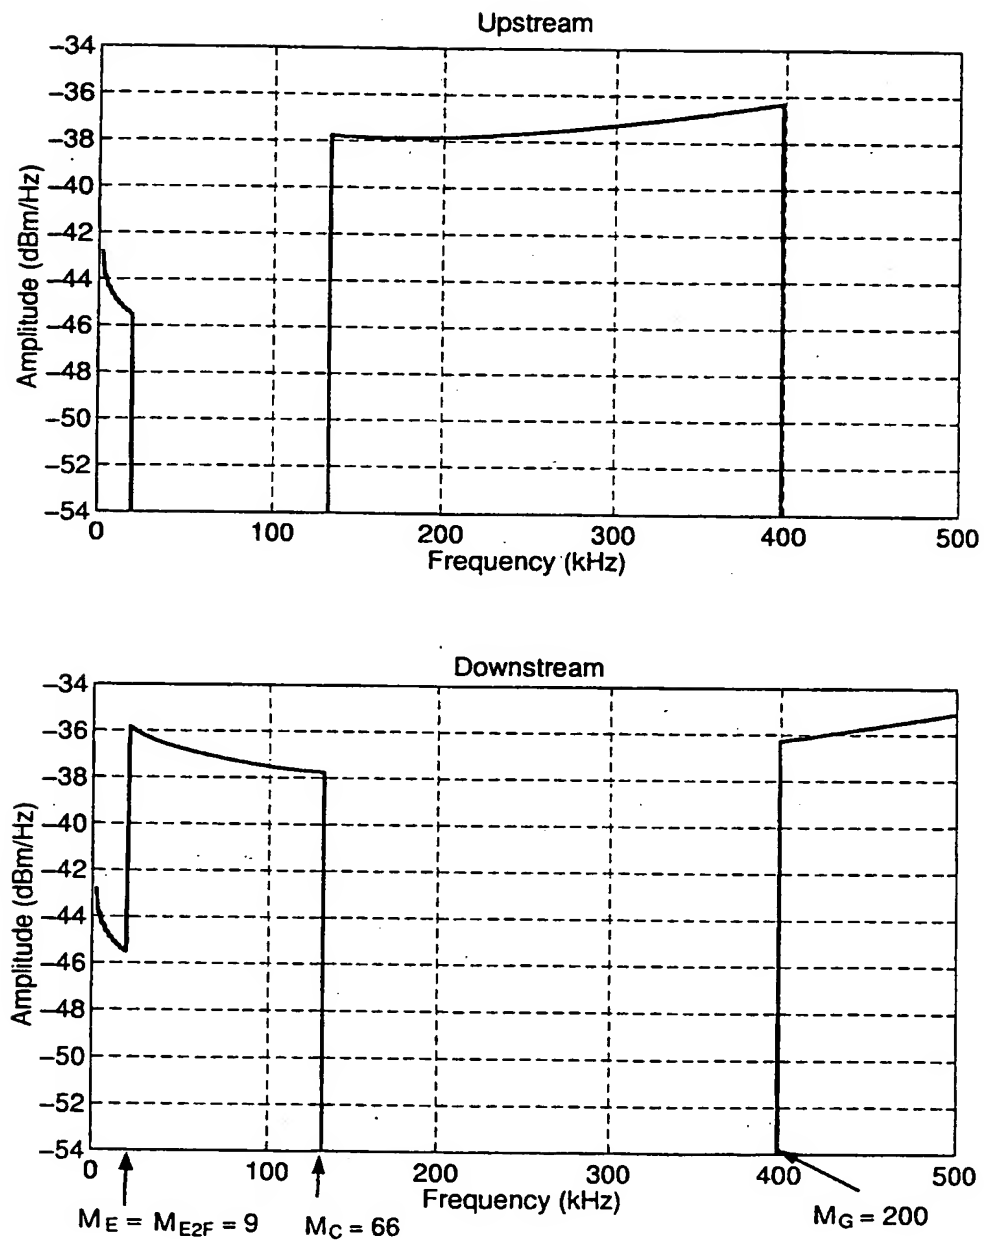 Upstream
Amplitude (dBm/Hz)
−34
−36
−38
−40
−42
−44
−46
−48
−50
−52
−54
0 100 200 300 400 500
Frequency (kHz)
Downstream
Amplitude (dBm/Hz)
−34
−36
−38
−40
−42
−44
−46
−48
−50
−52
−54
0 100 200 300 400 500
Frequency (kHz)
M_E = M_E2F = 9 M_C = 66 M_G = 200